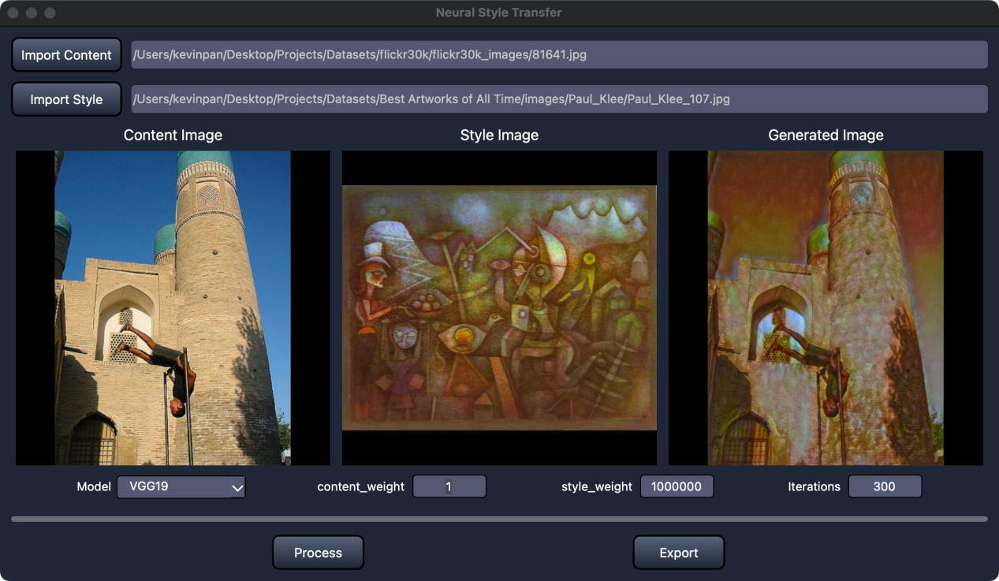 Neural Style Transfer
Import Content /Users/kevinpan/Desktop/Projects/Datasets/flickr30k/flickr30k_images/81641.jpg
Import Style /Users/kevinpan/Desktop/Projects/Datasets/Best Artworks of All Time/images/Paul_Klee/Paul_Klee_107.jpg
Content Image Style Image Generated Image
Model VGG19 content_weight 1 style_weight 1000000 Iterations 300
Process Export